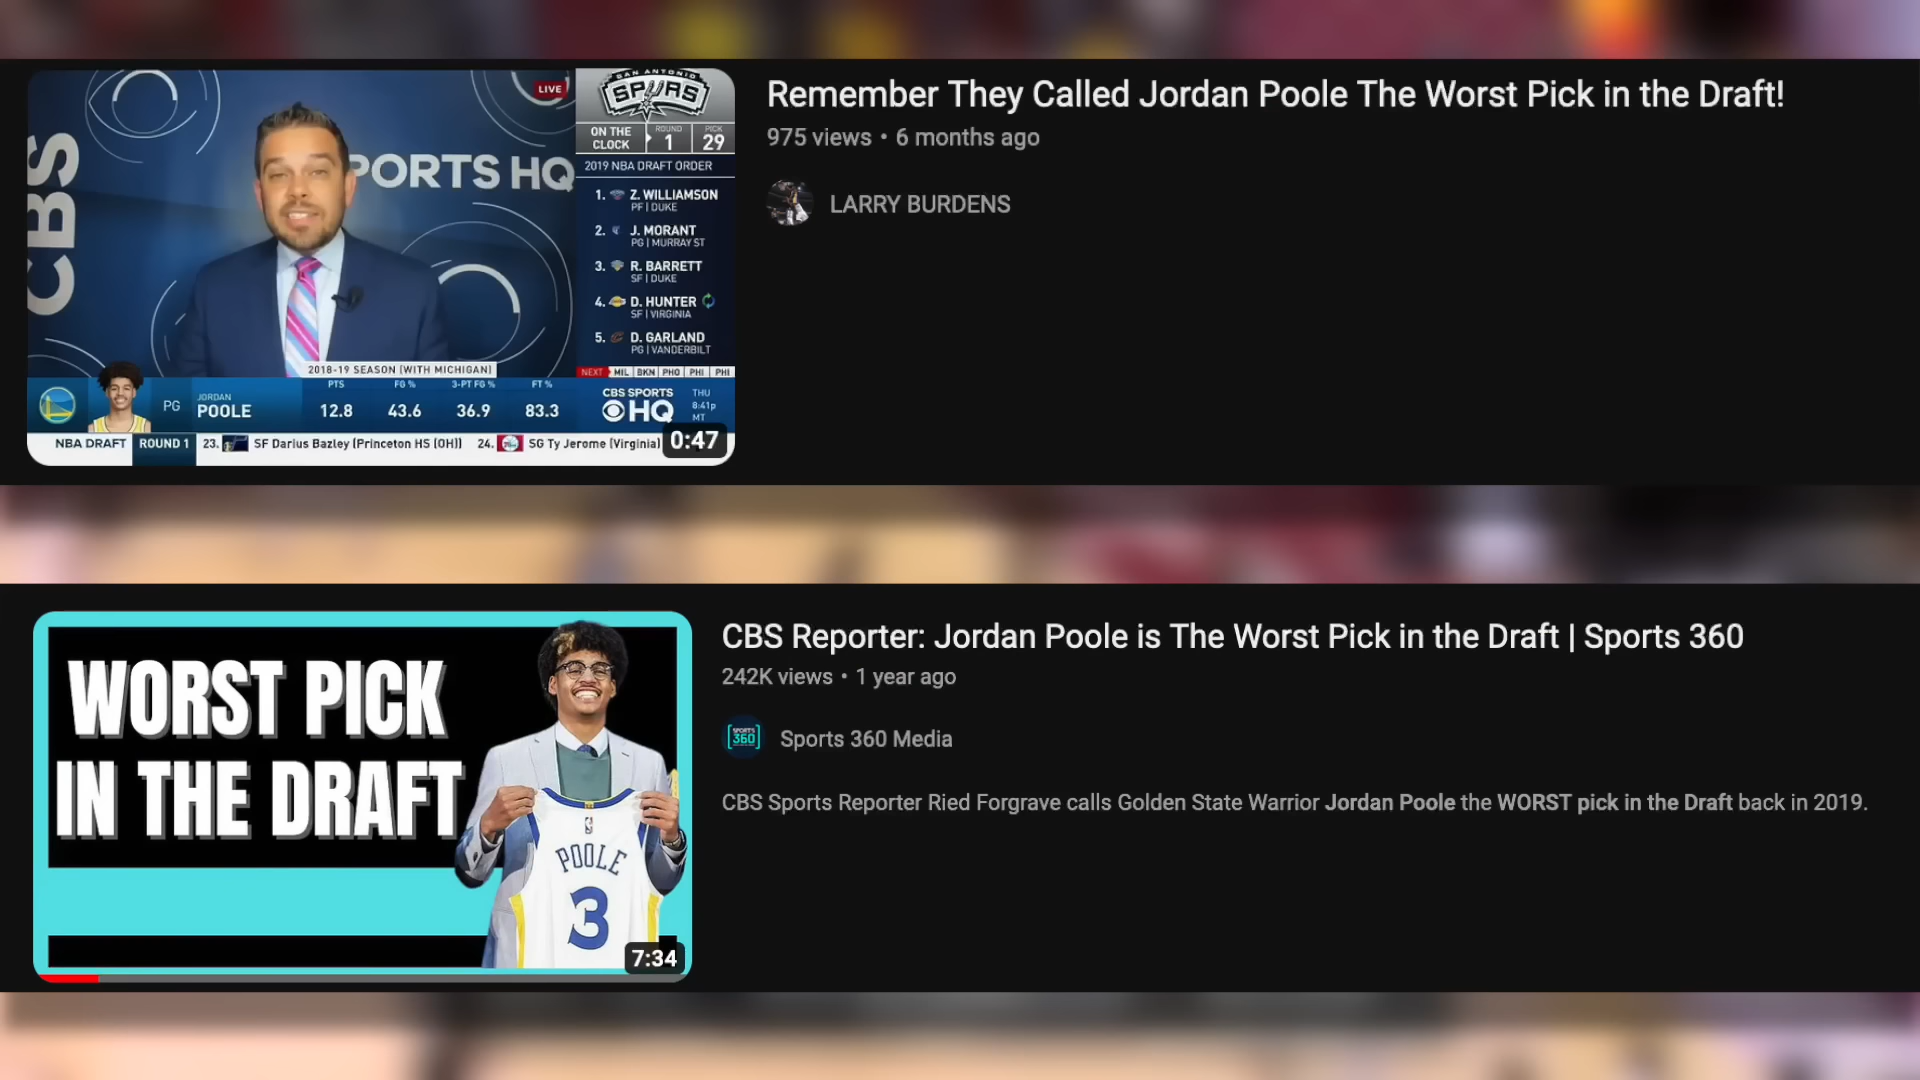 Remember They Called Jordan Poole The Worst Pick in the Draft!
975 views • 6 months ago
LARRY BURDENS
CBS
SPORTS HQ
LIVE
SAN ANTONIO
SPURS
ON THE CLOCK
ROUND 1
PICK 29
2019 NBA DRAFT ORDER
1. Z. WILLIAMSON
PF | DUKE
2. J. MORANT
PG | MURRAY ST
3. R. BARRETT
SF | DUKE
4. D. HUNTER
SF | VIRGINIA
5. D. GARLAND
PG | VANDERBILT
NEXT MIL BKN PHO PHI PHI
2018-19 SEASON (WITH MICHIGAN)
PG JORDAN POOLE
PTS FG % 3-PT FG % FT %
12.8 43.6 36.9 83.3
CBS SPORTS HQ
THU
8:41p
MT
NBA DRAFT ROUND 1 23. SF Darius Bazley (Princeton HS (OH)) 24. SG Ty Jerome (Virginia)
0:47
CBS Reporter: Jordan Poole is The Worst Pick in the Draft | Sports 360
242K views • 1 year ago
SPORTS 360
Sports 360 Media
CBS Sports Reporter Ried Forgrave calls Golden State Warrior Jordan Poole the WORST pick in the Draft back in 2019.
WORST PICK
IN THE DRAFT
POOLE
3
7:34